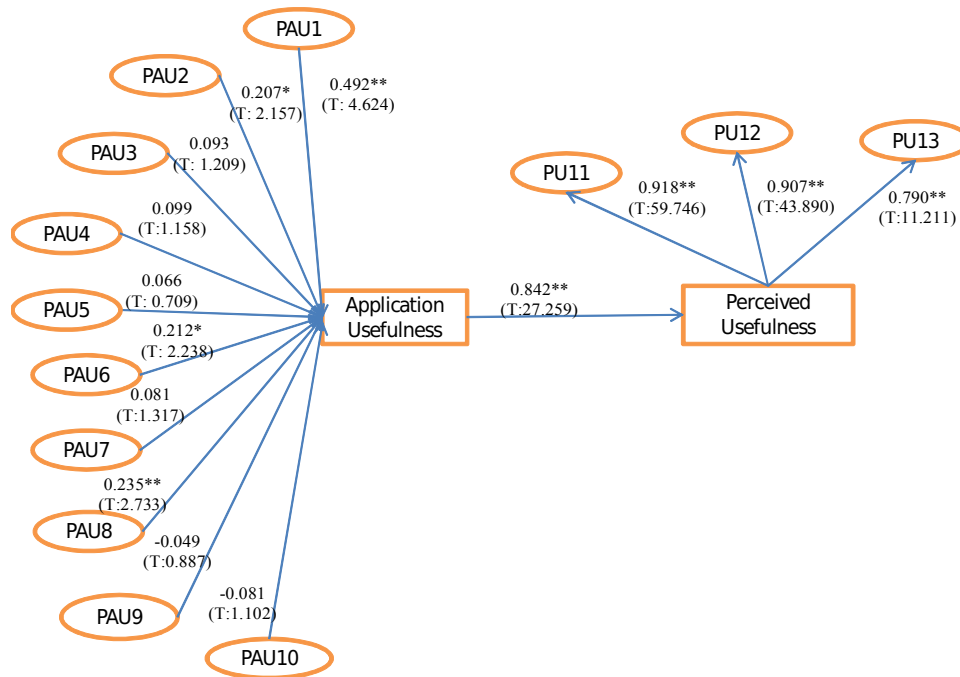 PAU1
0.492**
(T: 4.624)
PAU2
0.207*
(T: 2.157)
PAU3
0.093
(T: 1.209)
PAU4
0.099
(T:1.158)
PAU5
0.066
(T: 0.709)
PAU6
0.212*
(T: 2.238)
PAU7
0.081
(T:1.317)
PAU8
0.235**
(T:2.733)
PAU9
-0.049
(T:0.887)
PAU10
-0.081
(T:1.102)
Application
Usefulness
0.842**
(T:27.259)
Perceived
Usefulness
PU11
0.918**
(T:59.746)
PU12
0.907**
(T:43.890)
PU13
0.790**
(T:11.211)